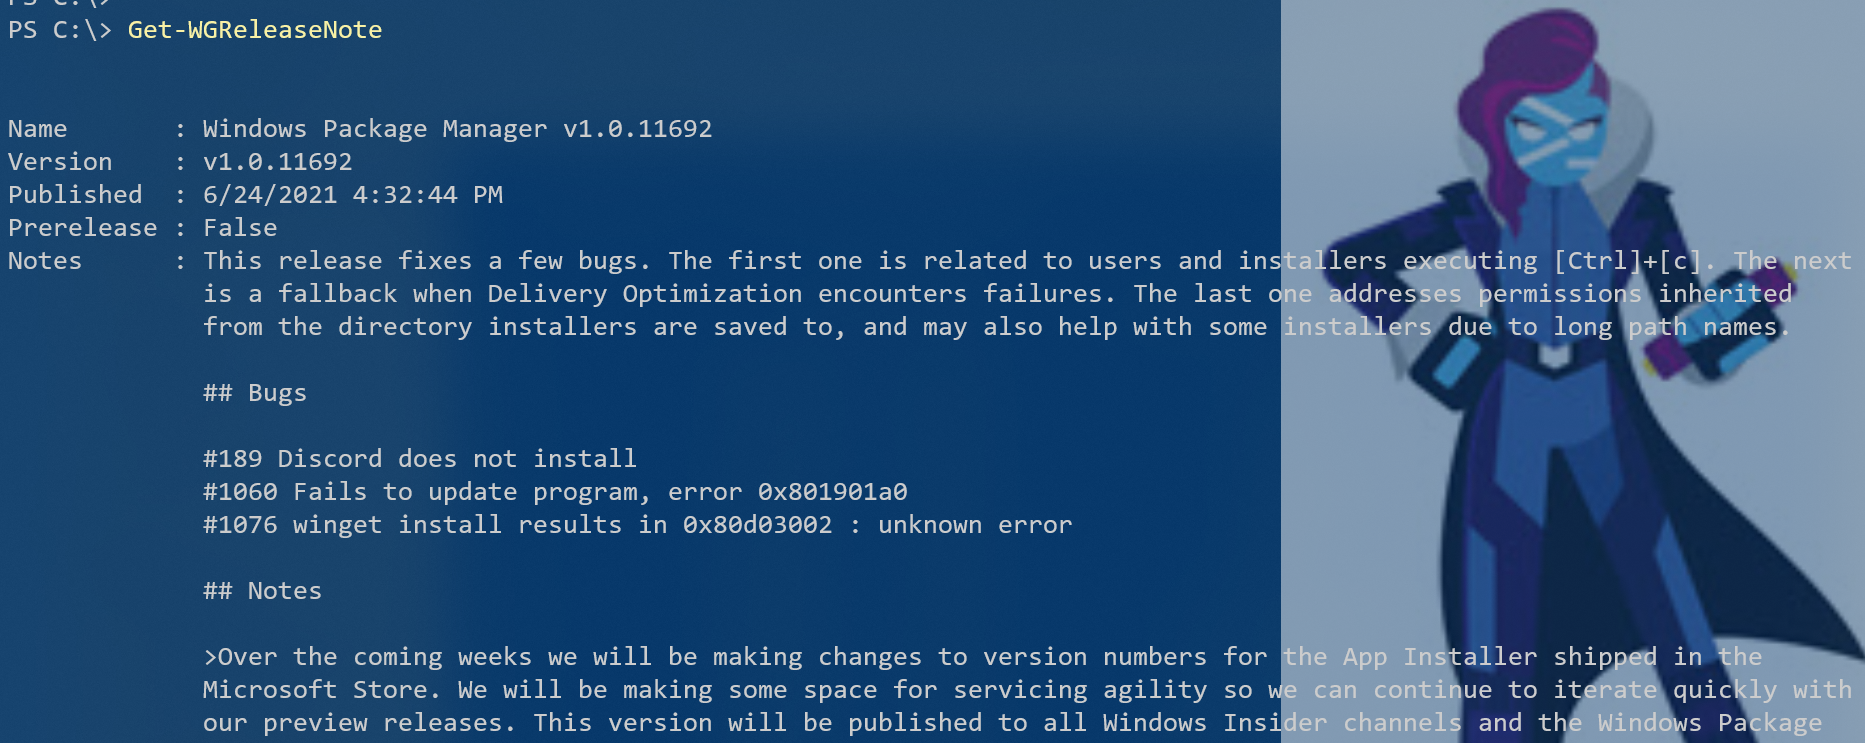 PS C:\>
PS C:\> Get-WGReleaseNote
Name       : Windows Package Manager v1.0.11692
Version    : v1.0.11692
Published  : 6/24/2021 4:32:44 PM
Prerelease : False
Notes      : This release fixes a few bugs. The first one is related to users and installers executing [Ctrl]+[c]. The next
is a fallback when Delivery Optimization encounters failures. The last one addresses permissions inherited
from the directory installers are saved to, and may also help with some installers due to long path names.
## Bugs
#189 Discord does not install
#1060 Fails to update program, error 0x801901a0
#1076 winget install results in 0x80d03002 : unknown error
## Notes
>Over the coming weeks we will be making changes to version numbers for the App Installer shipped in the
Microsoft Store. We will be making some space for servicing agility so we can continue to iterate quickly with
our preview releases. This version will be published to all Windows Insider channels and the Windows Package